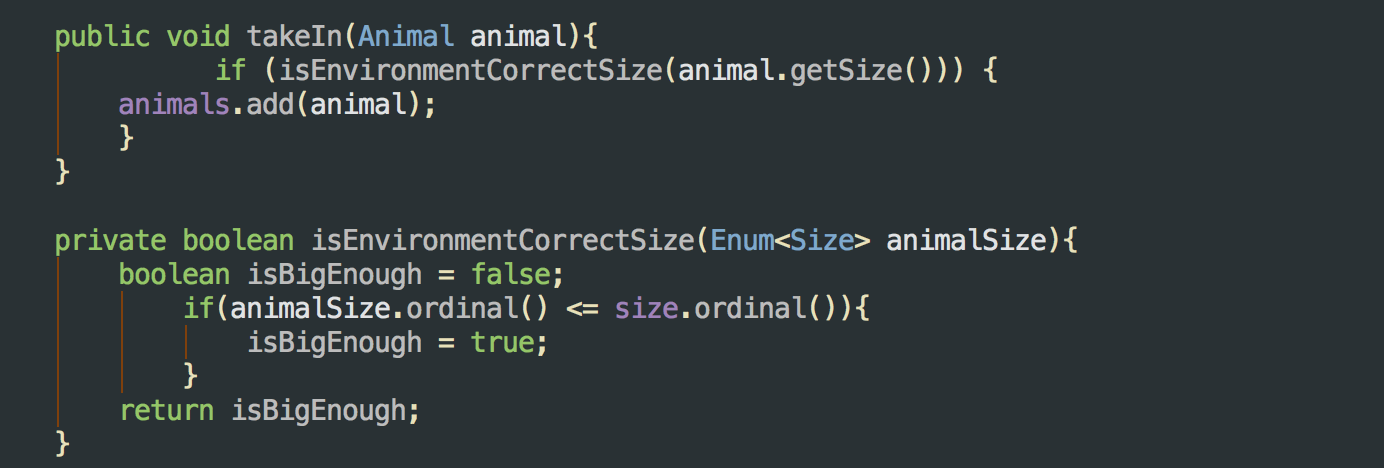 public void takeIn(Animal animal){
if (isEnvironmentCorrectSize(animal.getSize())) {
animals.add(animal);
}
}
private boolean isEnvironmentCorrectSize(Enum<Size> animalSize){
boolean isBigEnough = false;
if(animalSize.ordinal() <= size.ordinal()){
isBigEnough = true;
}
return isBigEnough;
}